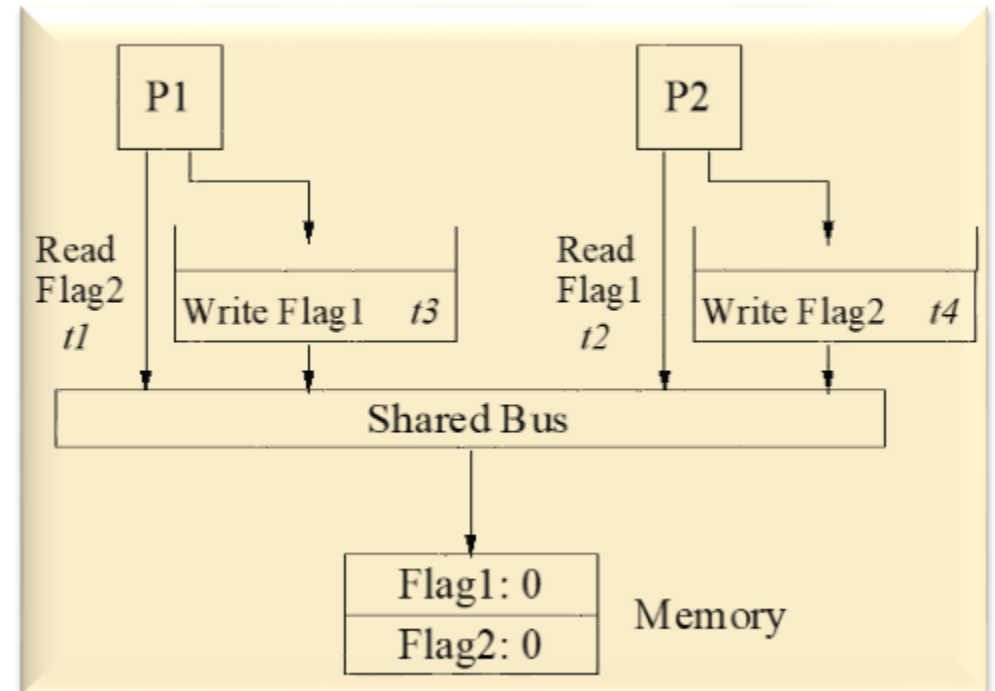 P1
P2
Read
Flag2
t1
Write Flag1 t3
Read
Flag1
t2
Write Flag2 t4
Shared Bus
Flag1: 0
Flag2: 0
Memory